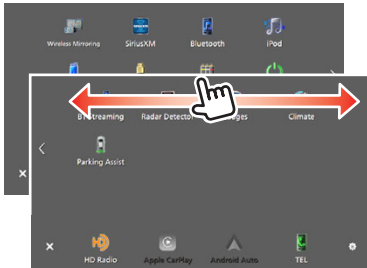 Wireless Mirroring SiriusXM Bluetooth iPod
BT Streaming Radar Detector Climate
Parking Assist
HD Radio Apple CarPlay Android Auto TEL